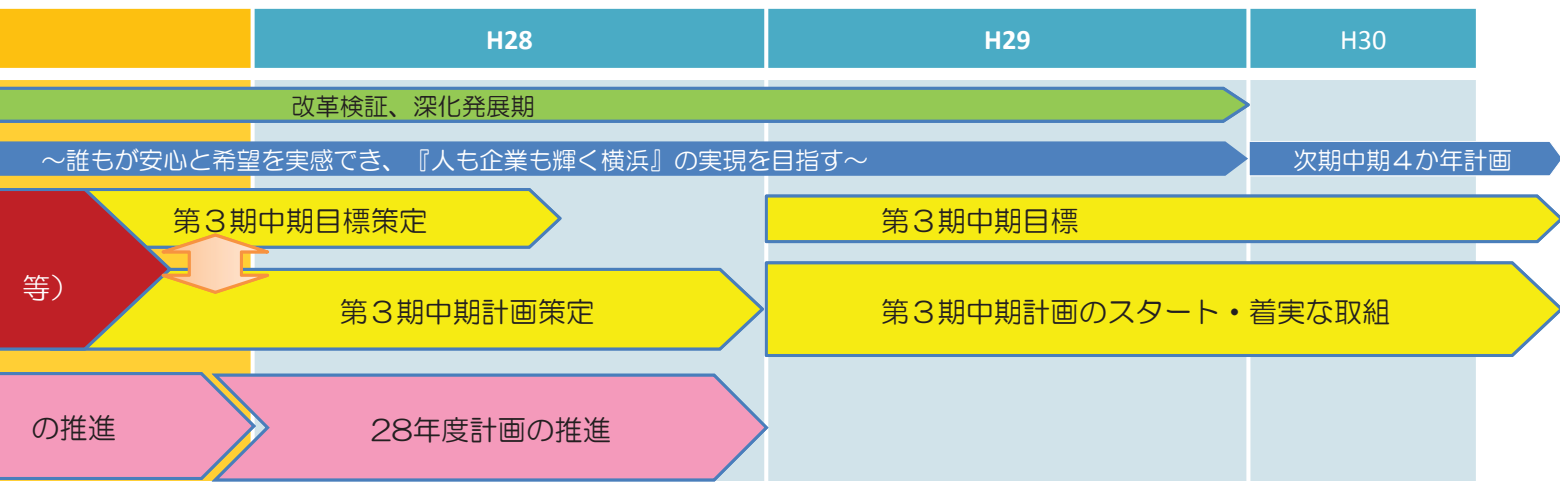 H28
H29
H30
改革検証、深化発展期
～誰もが安心と希望を実感でき、『人も企業も輝く横浜』の実現を目指す～
次期中期４か年計画
第３期中期目標策定
第３期中期目標
等）
第３期中期計画策定
第３期中期計画のスタート・着実な取組
の推進
28年度計画の推進